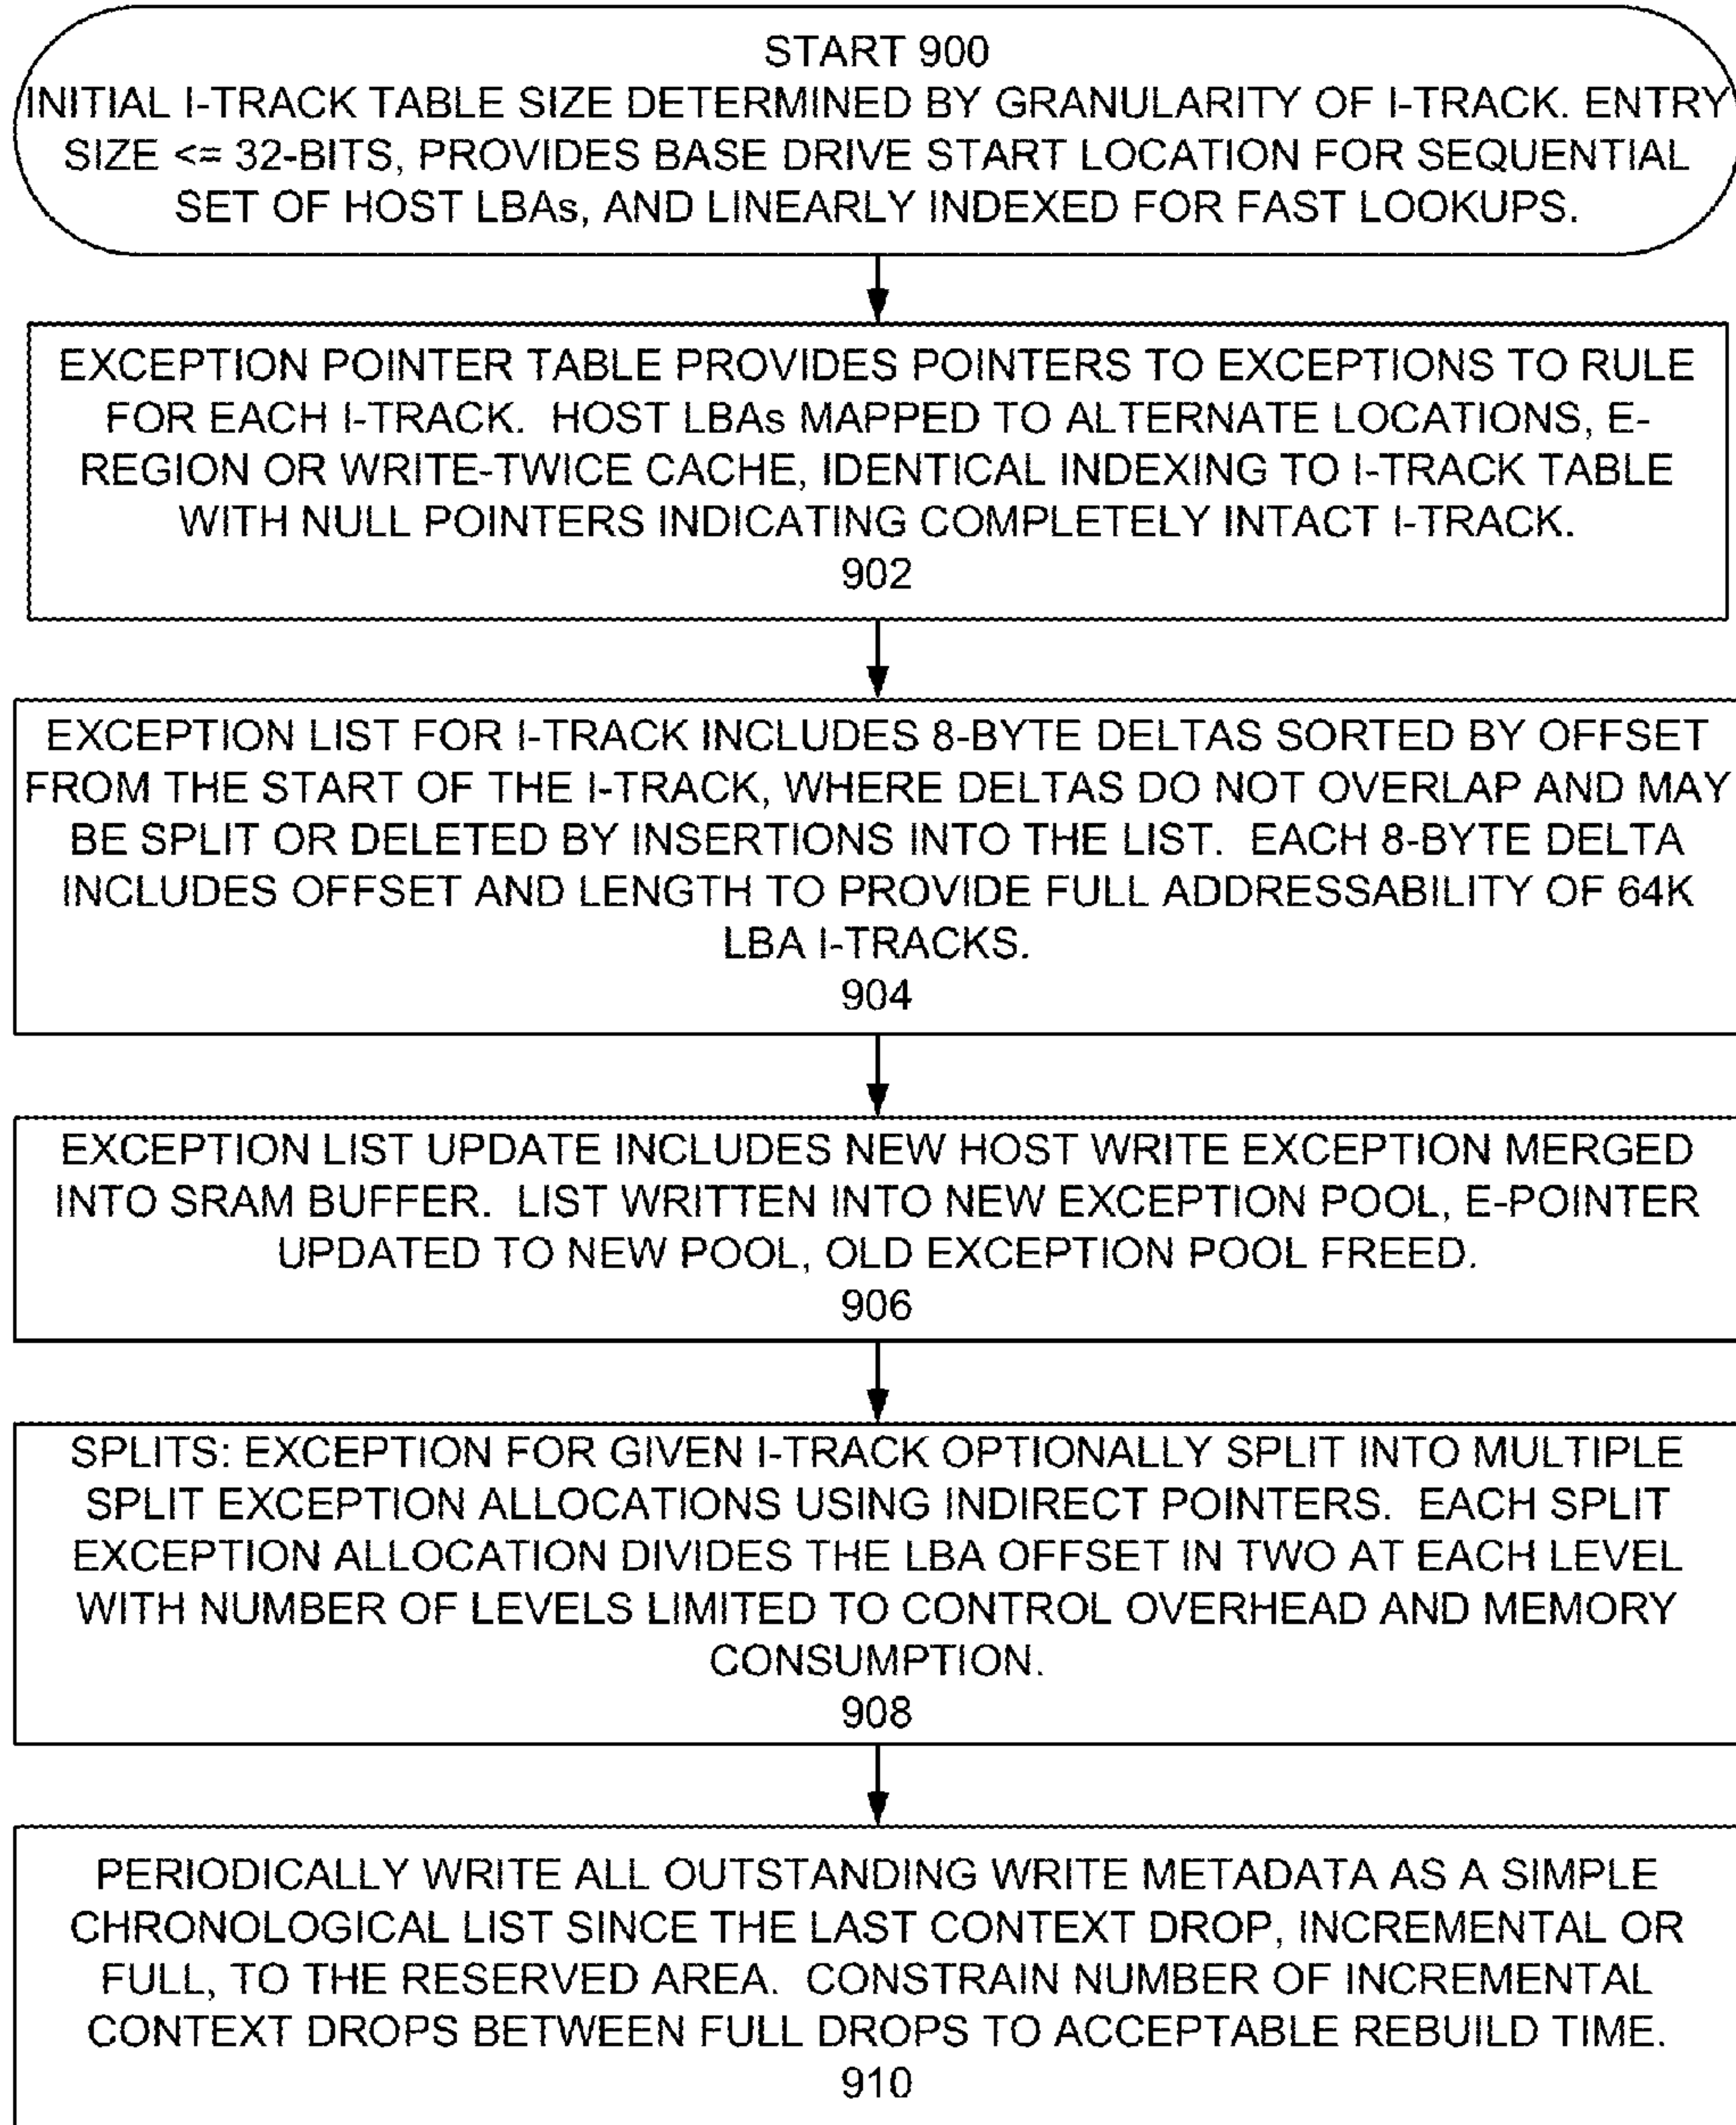 START 900
INITIAL I-TRACK TABLE SIZE DETERMINED BY GRANULARITY OF I-TRACK. ENTRY
SIZE <= 32-BITS, PROVIDES BASE DRIVE START LOCATION FOR SEQUENTIAL
SET OF HOST LBAs, AND LINEARLY INDEXED FOR FAST LOOKUPS.
EXCEPTION POINTER TABLE PROVIDES POINTERS TO EXCEPTIONS TO RULE
FOR EACH I-TRACK. HOST LBAs MAPPED TO ALTERNATE LOCATIONS, E-
REGION OR WRITE-TWICE CACHE, IDENTICAL INDEXING TO I-TRACK TABLE
WITH NULL POINTERS INDICATING COMPLETELY INTACT I-TRACK.
902
EXCEPTION LIST FOR I-TRACK INCLUDES 8-BYTE DELTAS SORTED BY OFFSET
FROM THE START OF THE I-TRACK, WHERE DELTAS DO NOT OVERLAP AND MAY
BE SPLIT OR DELETED BY INSERTIONS INTO THE LIST. EACH 8-BYTE DELTA
INCLUDES OFFSET AND LENGTH TO PROVIDE FULL ADDRESSABILITY OF 64K
LBA I-TRACKS.
904
EXCEPTION LIST UPDATE INCLUDES NEW HOST WRITE EXCEPTION MERGED
INTO SRAM BUFFER. LIST WRITTEN INTO NEW EXCEPTION POOL, E-POINTER
UPDATED TO NEW POOL, OLD EXCEPTION POOL FREED.
906
SPLITS: EXCEPTION FOR GIVEN I-TRACK OPTIONALLY SPLIT INTO MULTIPLE
SPLIT EXCEPTION ALLOCATIONS USING INDIRECT POINTERS. EACH SPLIT
EXCEPTION ALLOCATION DIVIDES THE LBA OFFSET IN TWO AT EACH LEVEL
WITH NUMBER OF LEVELS LIMITED TO CONTROL OVERHEAD AND MEMORY
CONSUMPTION.
908
PERIODICALLY WRITE ALL OUTSTANDING WRITE METADATA AS A SIMPLE
CHRONOLOGICAL LIST SINCE THE LAST CONTEXT DROP, INCREMENTAL OR
FULL, TO THE RESERVED AREA. CONSTRAIN NUMBER OF INCREMENTAL
CONTEXT DROPS BETWEEN FULL DROPS TO ACCEPTABLE REBUILD TIME.
910